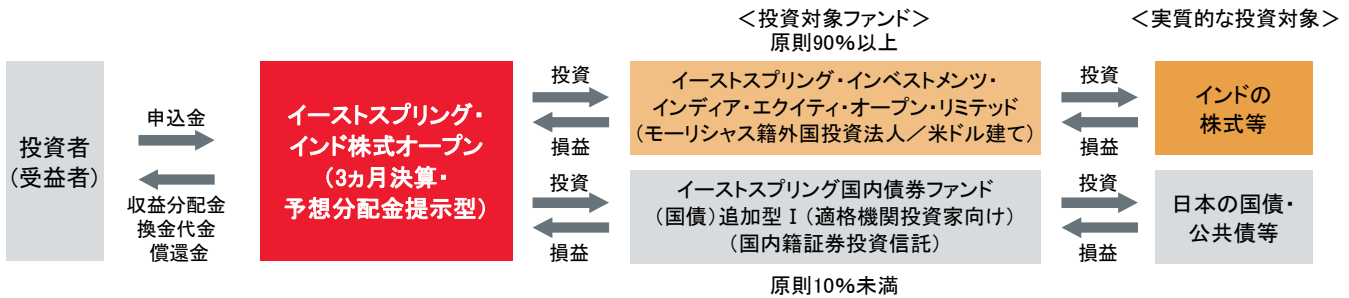 ＜投資対象ファンド＞
原則90%以上
＜実質的な投資対象＞
投資者
（受益者）
申込金
収益分配金
換金代金
償還金
イーストスプリング・
インド株式オープン
（3ヵ月決算・
予想分配金提示型）
投資
損益
投資
損益
イーストスプリング・インベストメンツ・
インディア・エクイティ・オープン・リミテッド
（モーリシャス籍外国投資法人／米ドル建て）
イーストスプリング国内債券ファンド
（国債）追加型Ⅰ（適格機関投資家向け）
（国内籍証券投資信託）
原則10%未満
投資
損益
投資
損益
インドの
株式等
日本の国債・
公共債等